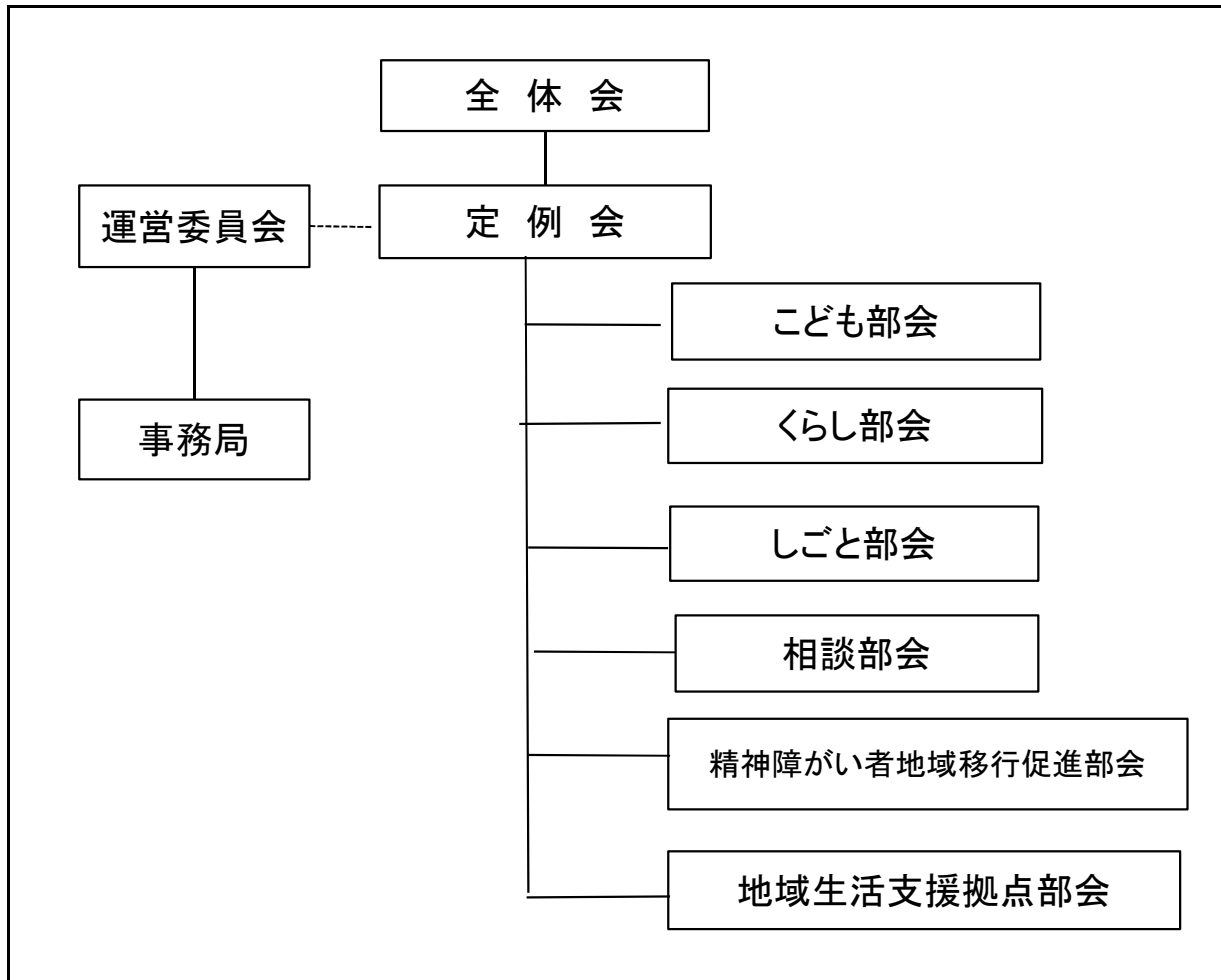 全 体 会
運営委員会
定 例 会
こども部会
くらし部会
事務局
しごと部会
相談部会
精神障がい者地域移行促進部会
地域生活支援拠点部会